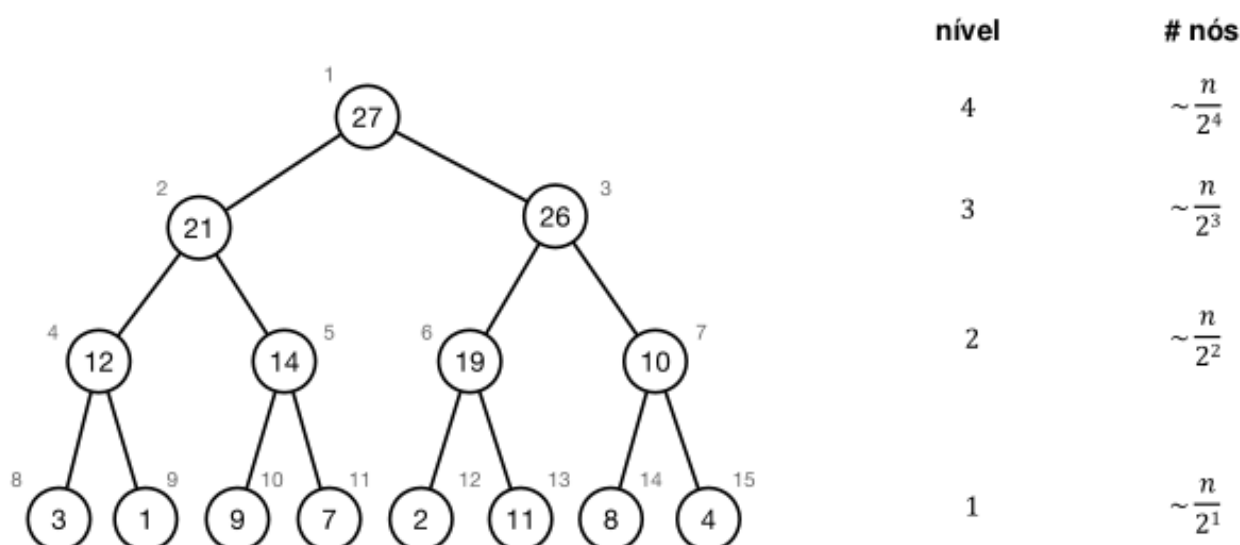 nível # nós
1
27
4 ~ n/2⁴
2 3
21 26
3 ~ n/2³
4 5 6 7
12 14 19 10
2 ~ n/2²
8 9 10 11 12 13 14 15
3 1 9 7 2 11 8 4
1 ~ n/2¹